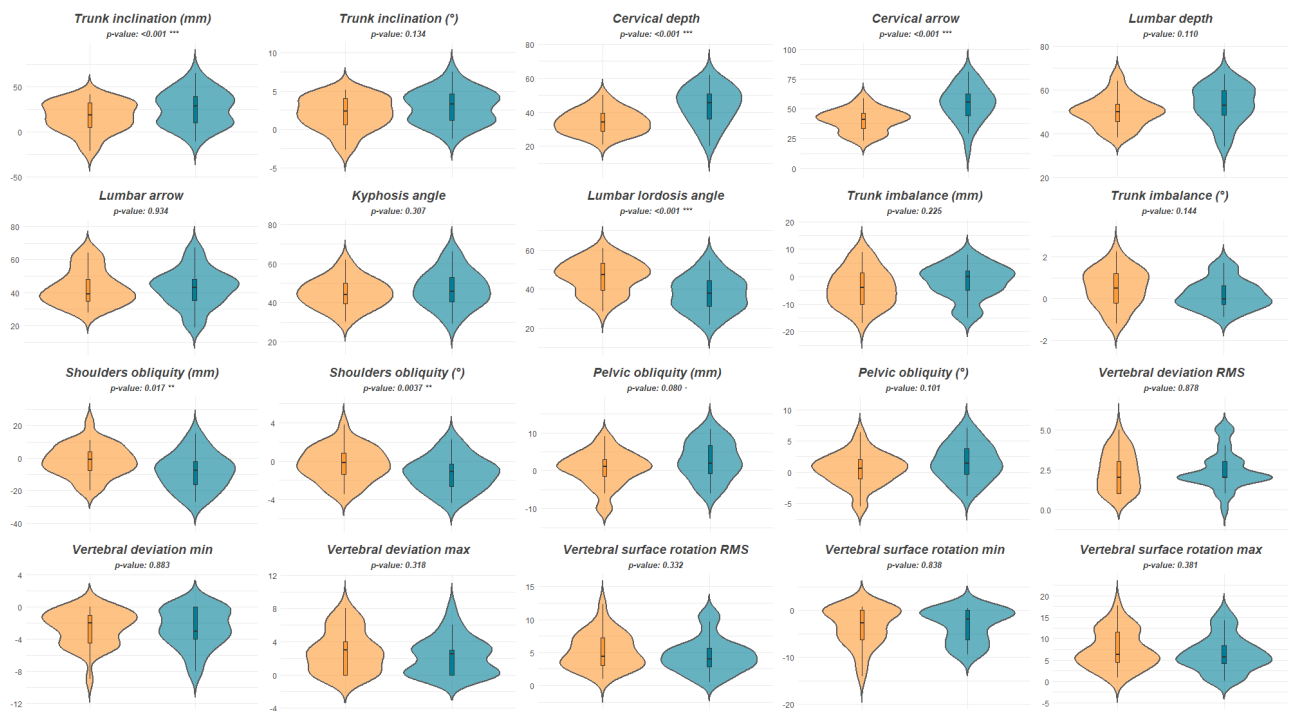 Trunk inclination (mm)
p-value: <0.001 ***
50
0
-50
Trunk inclination (°)
p-value: 0.134
10
5
0
-5
Cervical depth
p-value: <0.001 ***
80
60
40
20
Cervical arrow
p-value: <0.001 ***
100
75
50
25
0
Lumbar depth
p-value: 0.110
80
60
40
20
Lumbar arrow
p-value: 0.934
80
60
40
20
Kyphosis angle
p-value: 0.307
80
60
40
20
Lumbar lordosis angle
p-value: <0.001 ***
60
40
20
Trunk imbalance (mm)
p-value: 0.225
20
10
0
-10
-20
Trunk imbalance (°)
p-value: 0.144
2
0
-2
Shoulders obliquity (mm)
p-value: 0.017 **
20
0
-20
-40
Shoulders obliquity (°)
p-value: 0.0037 **
4
0
-4
Pelvic obliquity (mm)
p-value: 0.080 ·
10
0
-10
Pelvic obliquity (°)
p-value: 0.101
10
5
0
-5
Vertebral deviation RMS
p-value: 0.878
5.0
2.5
0.0
Vertebral deviation min
p-value: 0.883
4
0
-4
-8
-12
Vertebral deviation max
p-value: 0.318
12
8
4
0
-4
Vertebral surface rotation RMS
p-value: 0.332
15
10
5
0
Vertebral surface rotation min
p-value: 0.838
0
-10
-20
Vertebral surface rotation max
p-value: 0.381
20
15
10
5
0
-5